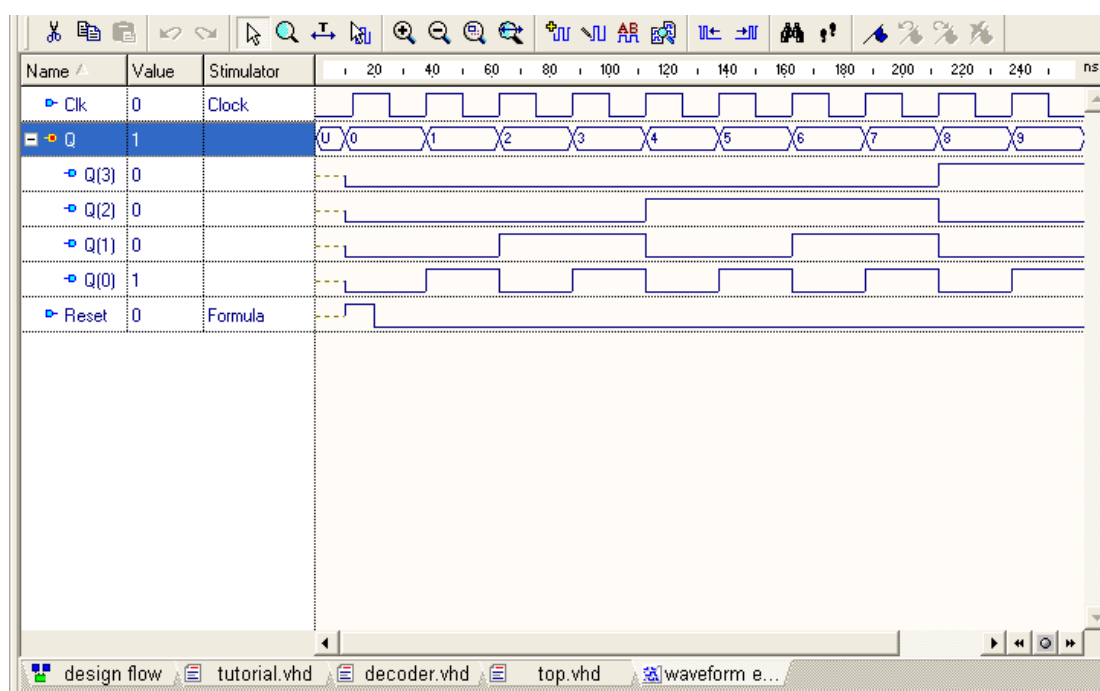 Name Value Stimulator 20 40 60 80 100 120 140 160 180 200 220 240 ns
Clk 0 Clock
Q 1 U 0 1 2 3 4 5 6 7 8 9
Q(3) 0
Q(2) 0
Q(1) 0
Q(0) 1
Reset 0 Formula
design flow tutorial.vhd decoder.vhd top.vhd waveform e...